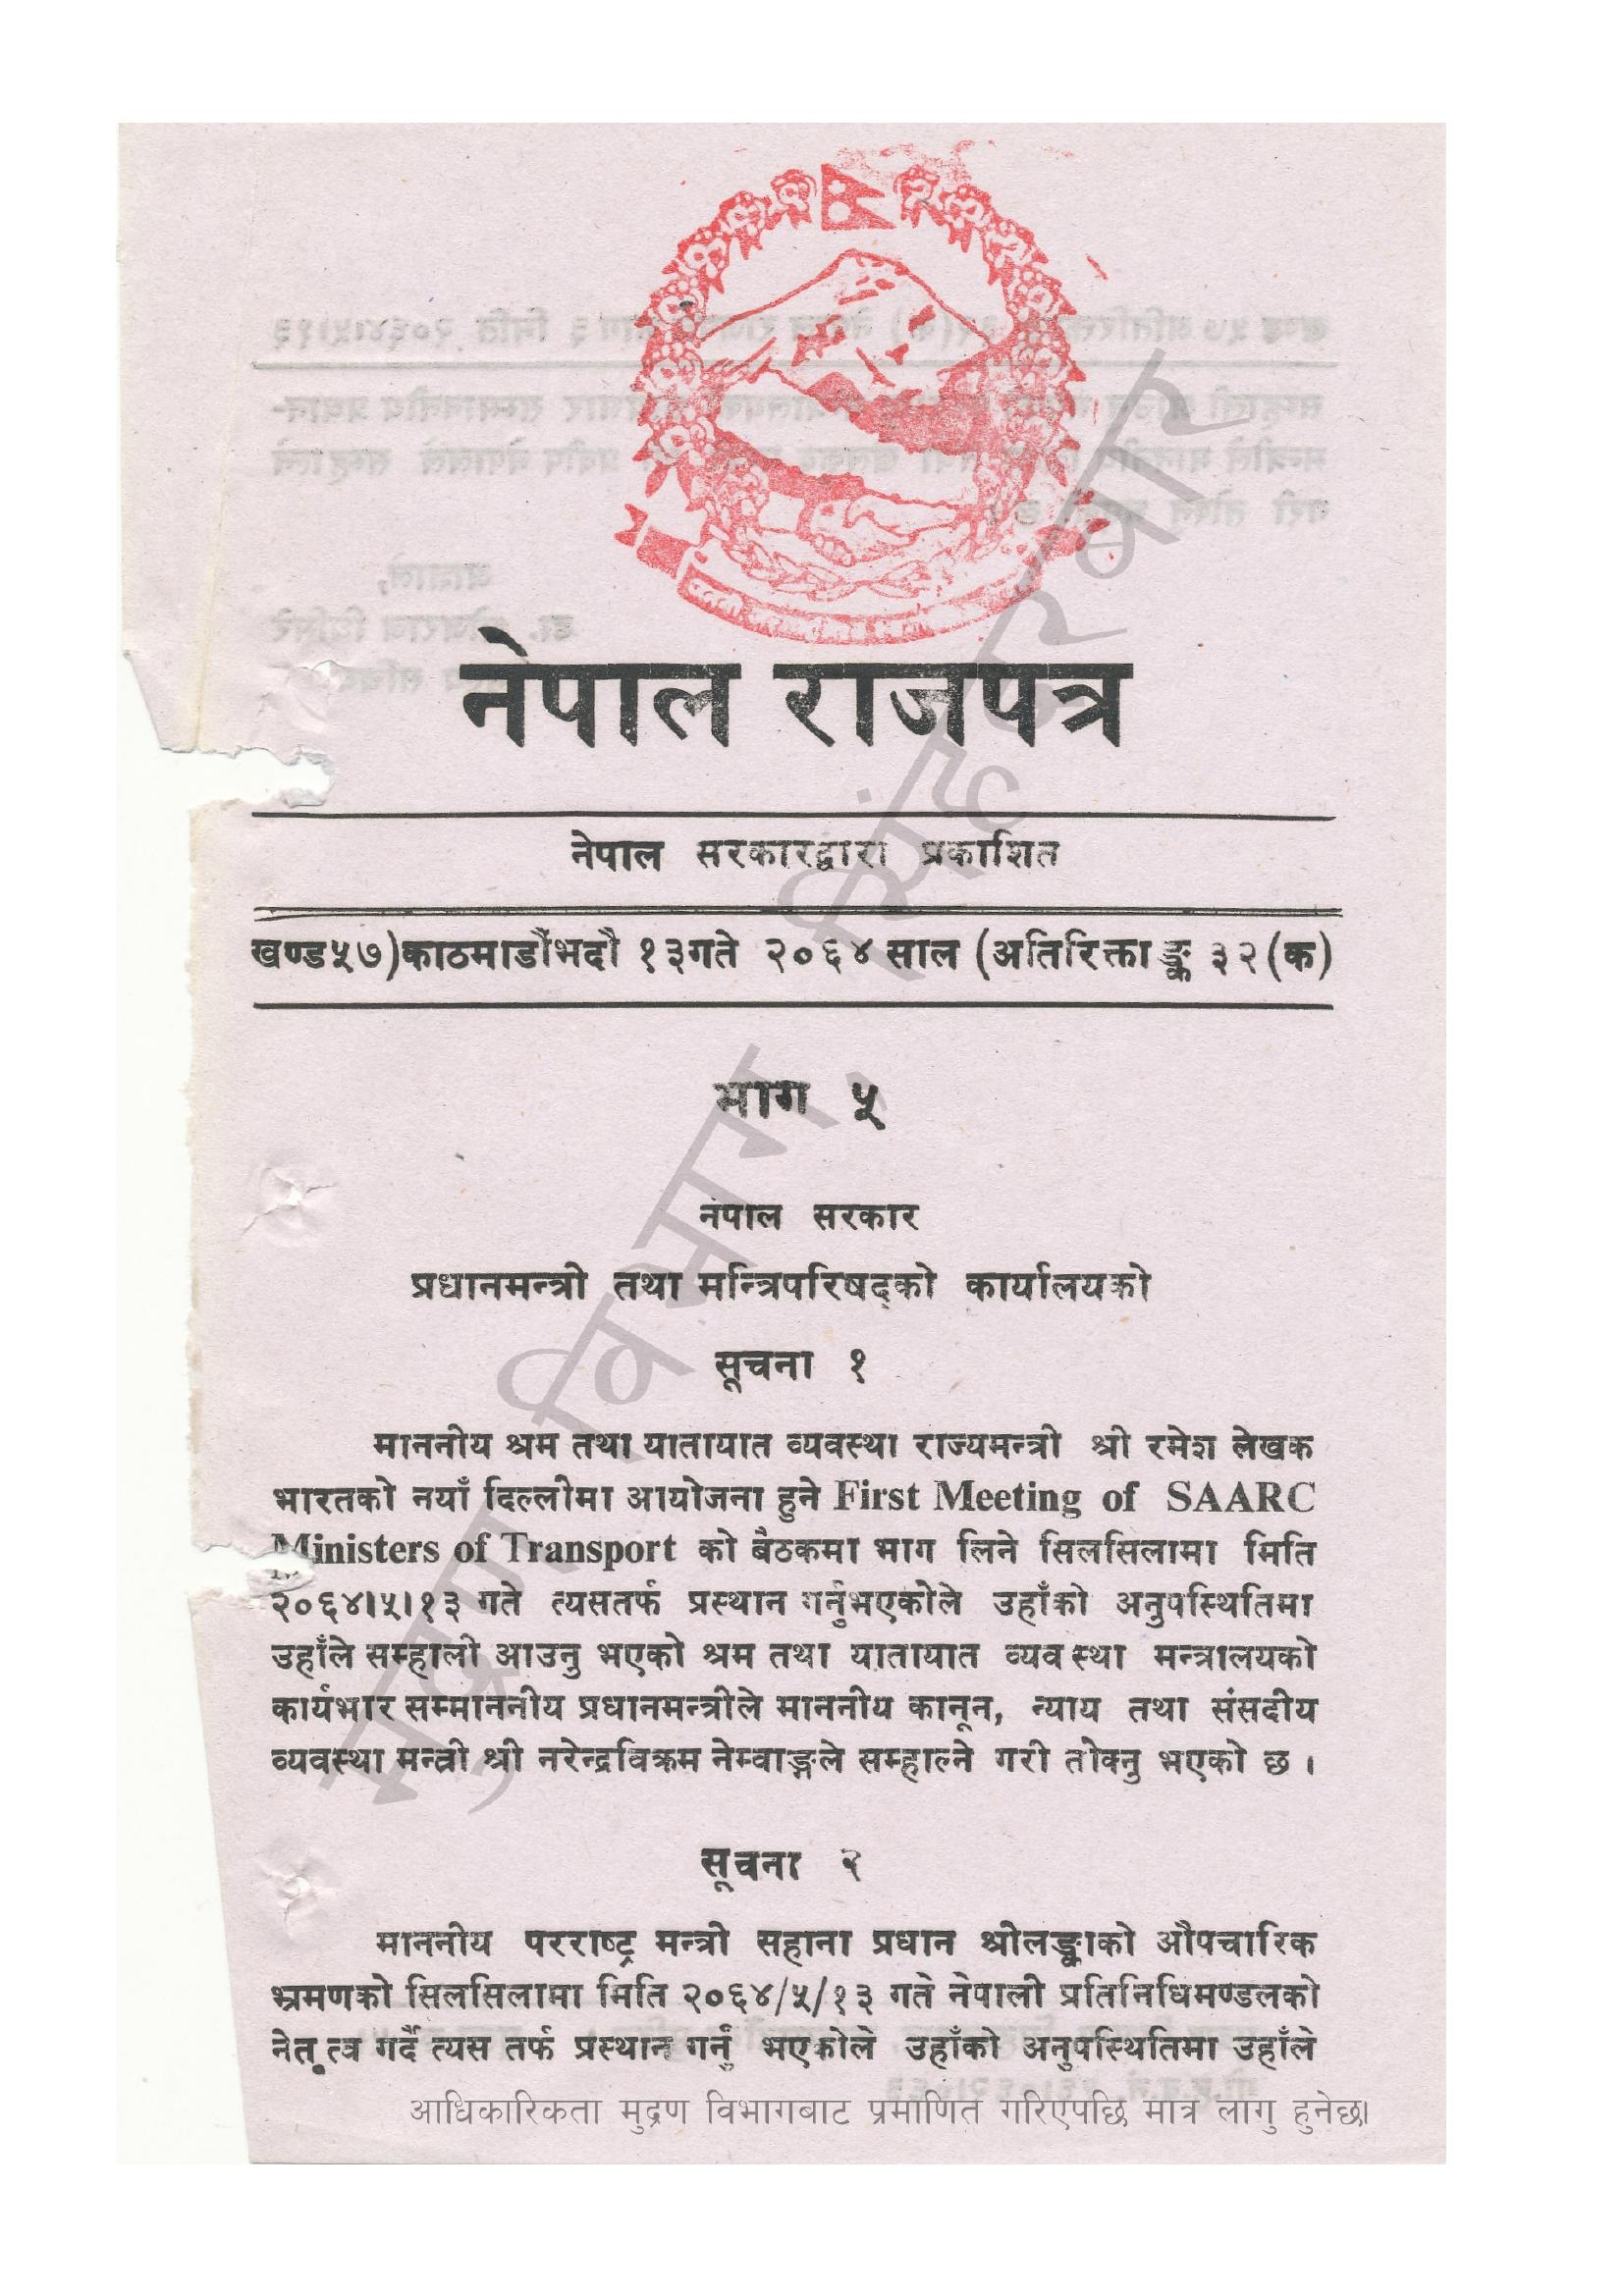 नेपाल राजपत्र
नेपाल सरकारद्वारा प्रकाशित
खण्ड५७)काठमाडौंभदौ १३गते २०६४ साल (अतिरिक्ताङ्क ३२(क)
भाग ५
नेपाल सरकार
प्रधानमन्त्री तथा मन्त्रिपरिषद्को कार्यालयको
सूचना १
माननीय श्रम तथा यातायात व्यवस्था राज्यमन्त्री श्री रमेश लेखक
भारतको नयाँ दिल्लीमा आयोजना हुने First Meeting of SAARC
Ministers of Transport को बैठकमा भाग लिने सिलसिलामा मिति
२०६४।५।१३ गते त्यसतर्फ प्रस्थान गर्नुभएकोले उहाँको अनुपस्थितिमा
उहाँले सम्हाली आउनु भएको श्रम तथा यातायात व्यवस्था मन्त्रालयको
कार्यभार सम्माननीय प्रधानमन्त्रीले माननीय कानून, न्याय तथा संसदीय
व्यवस्था मन्त्री श्री नरेन्द्रविक्रम नेम्वाङ्गले सम्हाल्ने गरी तोक्नु भएको छ ।
सूचना २
माननीय परराष्ट्र मन्त्री सहाना प्रधान श्रीलङ्काको औपचारिक
भ्रमणको सिलसिलामा मिति २०६४/५/१३ गते नेपाली प्रतिनिधिमण्डलको
नेतृत्व गर्दै त्यस तर्फ प्रस्थान गर्नु भएकोले उहाँको अनुपस्थितिमा उहाँले
मुद्रण विभाग, सिंहदरबार
आधिकारिकता मुद्रण विभागबाट प्रमाणित गरिएपछि मात्र लागु हुनेछ।